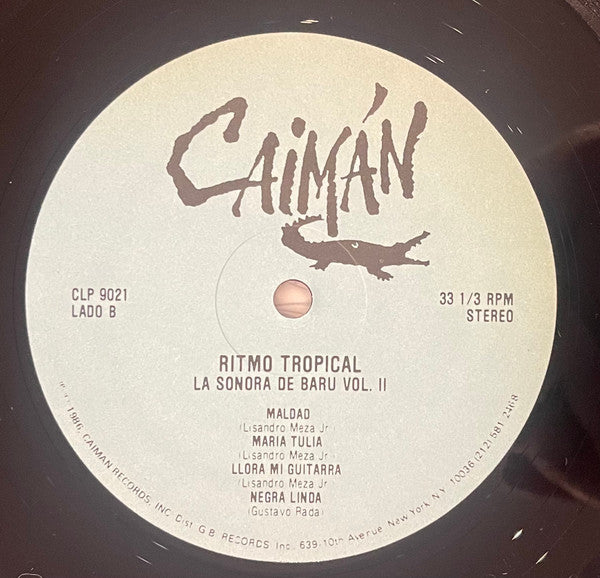 CAIMÁN
CLP 9021
LADO B
33 1/3 RPM
STEREO
RITMO TROPICAL
LA SONORA DE BARU VOL. II
MALDAD
(Lisandro Meza Jr)
MARIA TULIA
(Lisandro Meza Jr.)
LLORA MI GUITARRA
(Lisandro Meza Jr)
NEGRA LINDA
(Gustavo Rada)
1986, CAIMAN RECORDS, INC. Dist. G.B. RECORDS Inc., 639-10th Avenue, New York, N.Y. 10036 (212) 581 2468